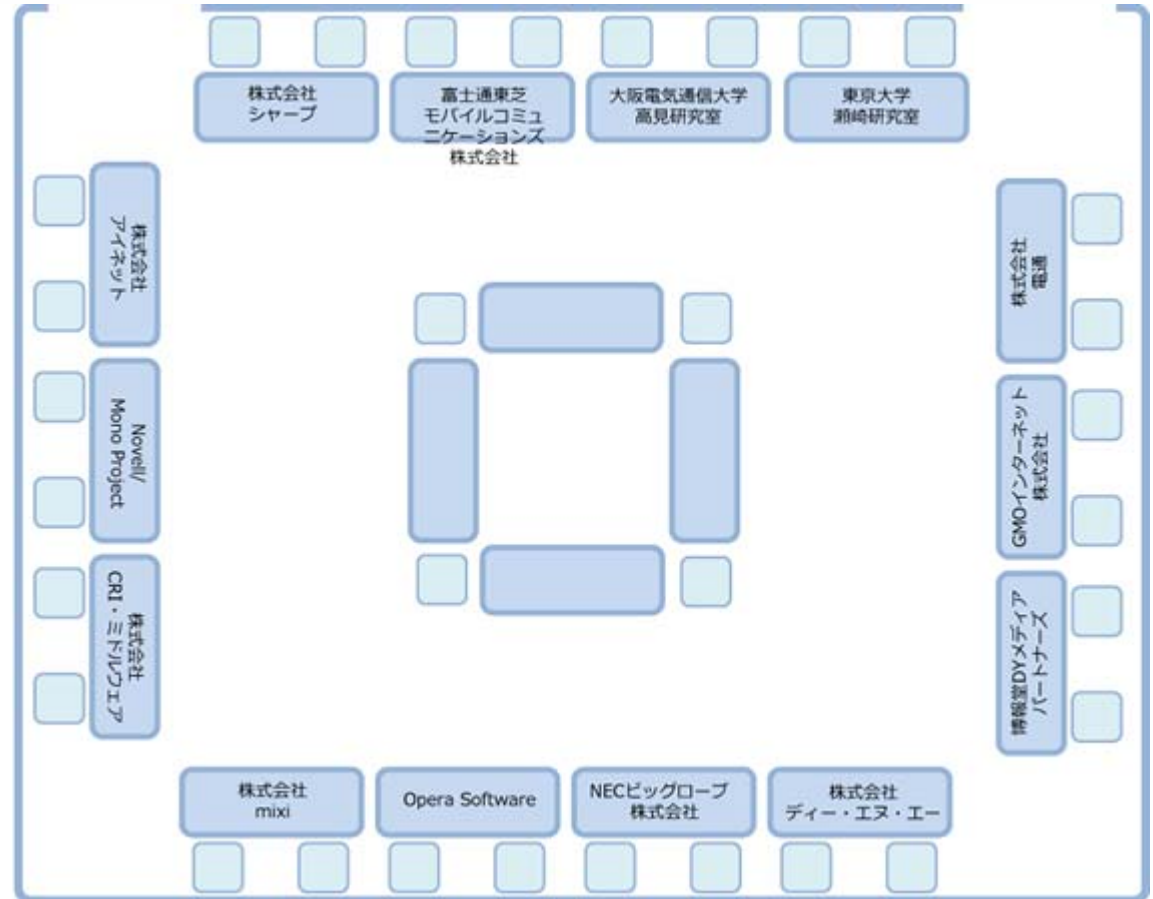 株式会社
シャープ
富士通東芝
モバイルコミュ
ニケーションズ
株式会社
大阪電気通信大学
高見研究室
東京大学
瀬崎研究室
株式会社
アイネット
Novell/
Mono Project
株式会社
CRI・ミドルウェア
株式会社
電通
GMOインターネット
株式会社
博報堂DYメディア
パートナーズ
株式会社
mixi
Opera Software
NECビッグローブ
株式会社
株式会社
ディー・エヌ・エー